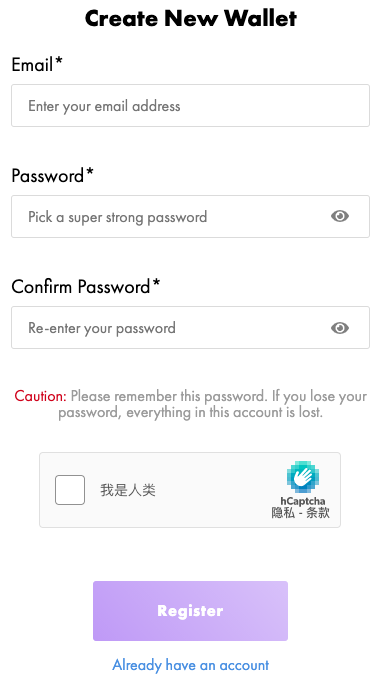 Create New Wallet
Email*
Enter your email address
Password*
Pick a super strong password
Confirm Password*
Re-enter your password
Caution: Please remember this password. If you lose your
password, everything in this account is lost.
我是人类
hCaptcha
隐私 - 条款
Register
Already have an account